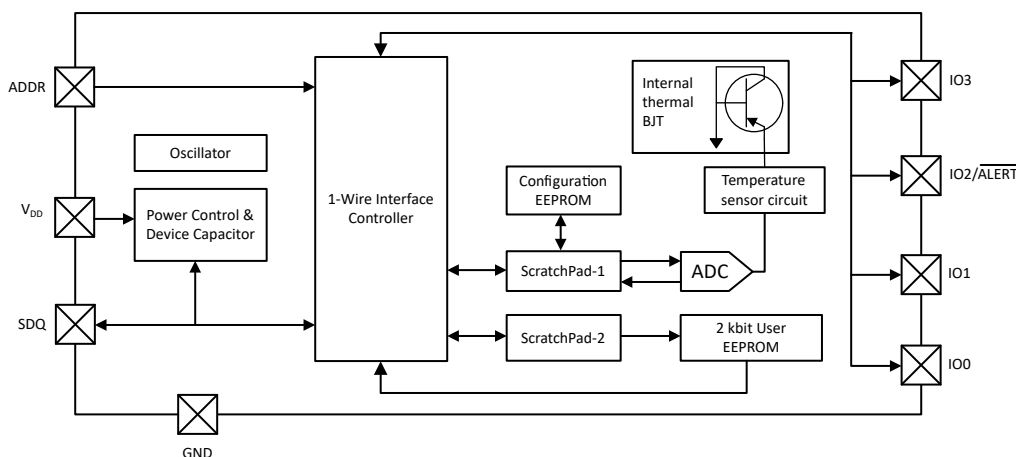 ADDR
V_DD
SDQ
GND
Oscillator
Power Control &
Device Capacitor
1-Wire Interface
Controller
Internal
thermal
BJT
Configuration
EEPROM
Temperature
sensor circuit
ScratchPad-1
ADC
ScratchPad-2
2 kbit User
EEPROM
IO3
IO2/A̅L̅E̅R̅T̅
IO1
IO0